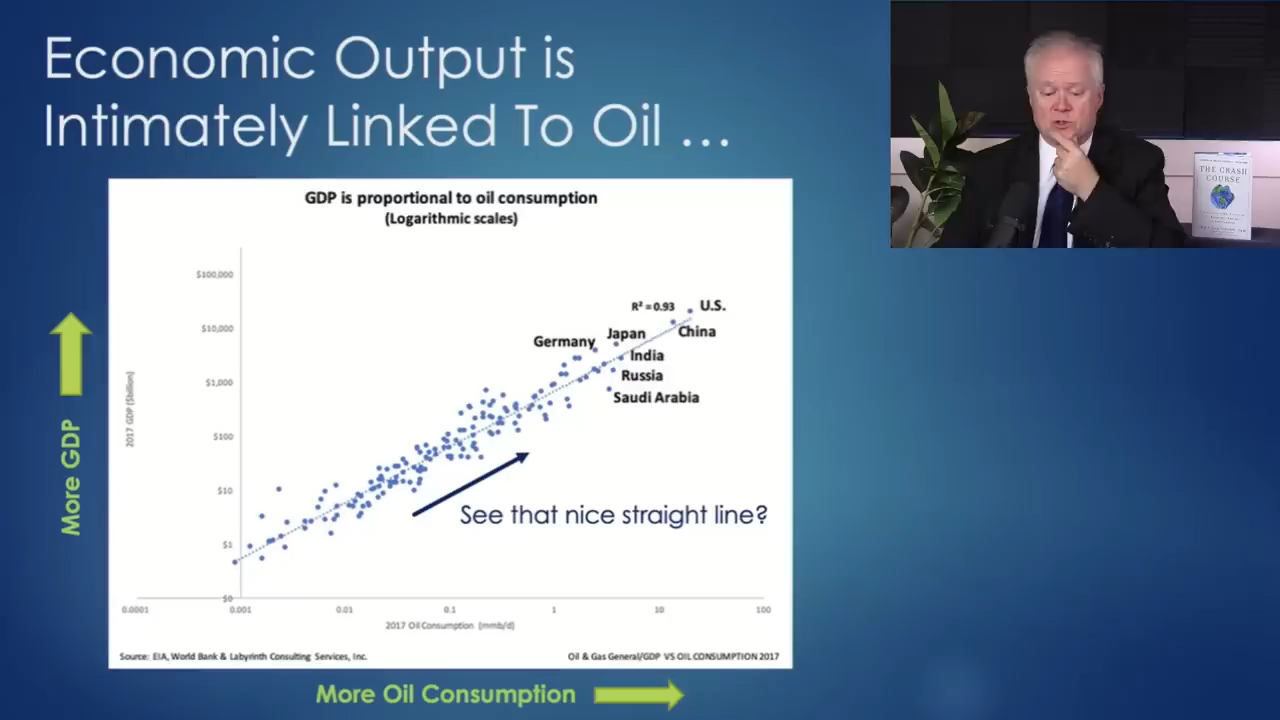 Economic Output is
Intimately Linked To Oil ...
THE CRASH
COURSE
GDP is proportional to oil consumption
(Logarithmic scales)
$100,000
$10,000
$1,000
$100
$10
$1
$0
2017 GDP ($billion)
R² = 0.93
U.S.
China
Japan
Germany
India
Russia
Saudi Arabia
See that nice straight line?
0.0001
0.001
0.01
0.1
1
10
100
2017 Oil Consumption (mmb/d)
Source: EIA, World Bank & Labyrinth Consulting Services, Inc.
Oil & Gas General/GDP VS OIL CONSUMPTION 2017
More GDP
More Oil Consumption